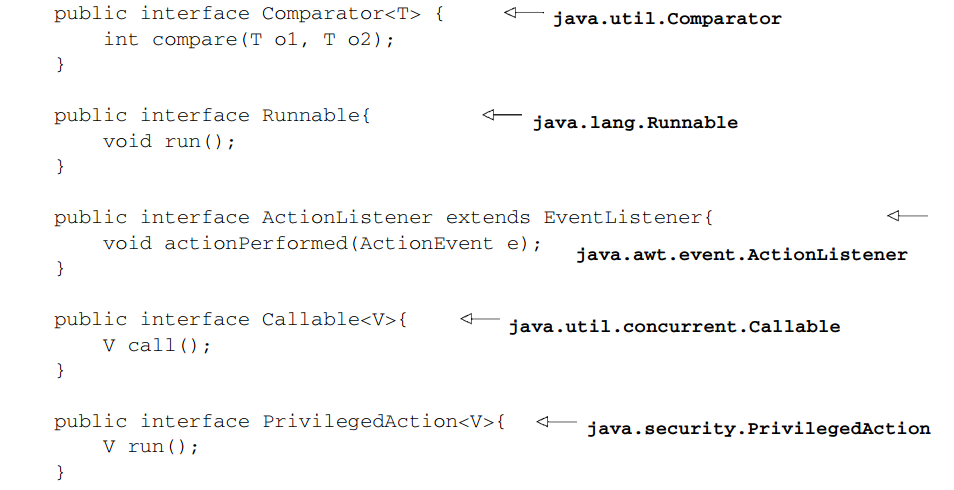 public interface Comparator<T> { java.util.Comparator
int compare(T o1, T o2);
}
public interface Runnable{ java.lang.Runnable
void run();
}
public interface ActionListener extends EventListener{
void actionPerformed(ActionEvent e); java.awt.event.ActionListener
}
public interface Callable<V>{ java.util.concurrent.Callable
V call();
}
public interface PrivilegedAction<V>{ java.security.PrivilegedAction
V run();
}